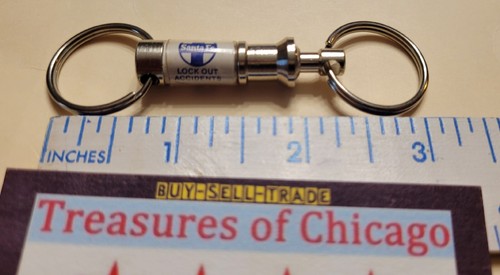 Santa Fe
LOCK OUT
ACCIDENTS
INCHES 1 2 3
BUY-SELL-TRADE
Treasures of Chicago